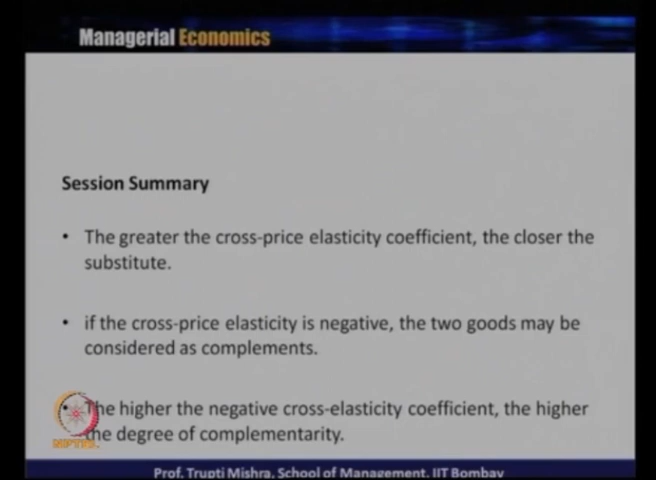 Managerial Economics
Session Summary
• The greater the cross-price elasticity coefficient, the closer the
substitute.
• if the cross-price elasticity is negative, the two goods may be
considered as complements.
• The higher the negative cross-elasticity coefficient, the higher
the degree of complementarity.
NPTEL
Prof. Trupti Mishra, School of Management, IIT Bombay